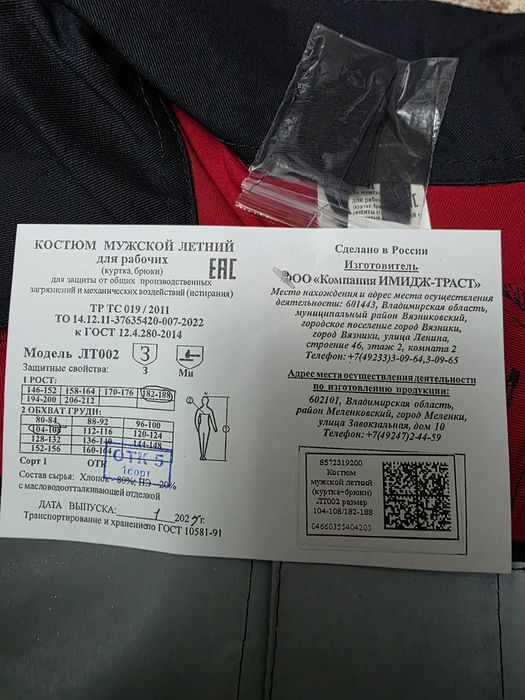 КОСТЮМ МУЖСКОЙ ЛЕТНИЙ
для рабочих
(куртка, брюки)
для защиты от общих производственных
загрязнений и механических воздействий (истирания)
EAC
ТР ТС 019 / 2011
ТО 14.12.11-37635420-007-2022
к ГОСТ 12.4.280-2014
Модель ЛТ002
З
З
Ми
Защитные свойства:
1 РОСТ:
146-152 158-164 170-176 182-188
194-200 206-212
2 ОБХВАТ ГРУДИ:
80-84 88-92 96-100
104-108 112-116 120-124
128-132 136-140 144-148
152-156 160-164
Сорт 1 ОТК
ОТК 5
1 сорт
Состав сырья: Хлопок - 80%; ПЭ - 20%
с масловодоотталкивающей отделкой
ДАТА ВЫПУСКА: 1 2025г.
Транспортирование и хранение по ГОСТ 10581-91
Сделано в России
Изготовитель
ООО «Компания ИМИДЖ-ТРАСТ»
Место нахождения и адрес места осуществления
деятельности: 601443, Владимирская область,
муниципальный район Вязниковский,
городское поселение город Вязники,
город Вязники, улица Ленина,
строение 46, этаж 2, комната 2
Телефон: +7(49233)3-09-64,3-09-65
Адрес места осуществления деятельности
по изготовлению продукции:
602101, Владимирская область,
район Меленковский, город Меленки,
улица Завокзальная, дом 10
Телефон: +7(49247)2-44-59
8572319200
Костюм
мужской летний
(куртка+брюки)
ЛТ002 размер
104-108/182-188
04660355404203